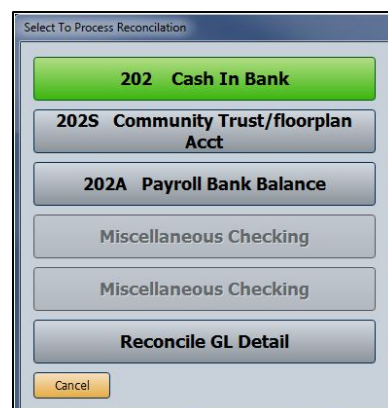 Select To Process Reconciliation
202 Cash In Bank
202S Community Trust/floorplan
Acct
202A Payroll Bank Balance
Miscellaneous Checking
Miscellaneous Checking
Reconcile GL Detail
Cancel